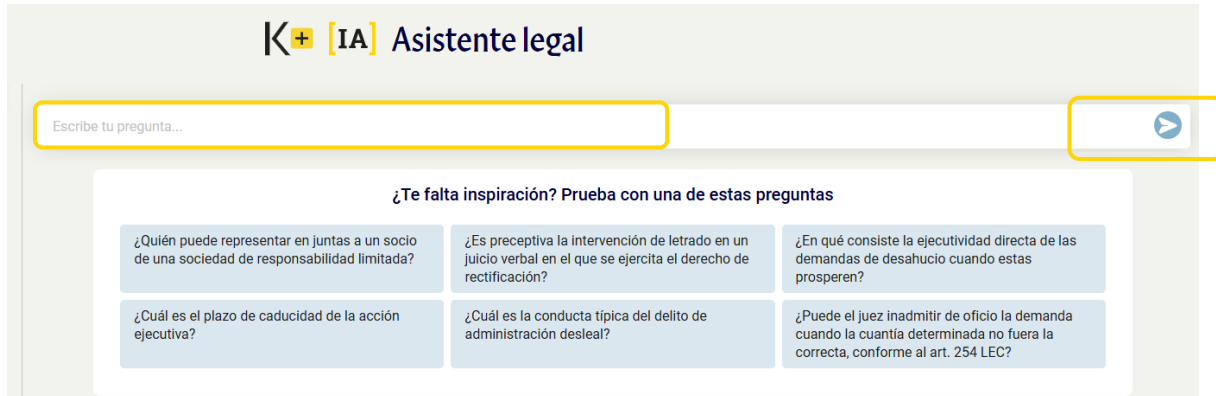 K+ [IA] Asistente legal
Escribe tu pregunta...
¿Te falta inspiración? Prueba con una de estas preguntas
¿Quién puede representar en juntas a un socio
de una sociedad de responsabilidad limitada?
¿Es preceptiva la intervención de letrado en un
juicio verbal en el que se ejercita el derecho de
rectificación?
¿En qué consiste la ejecutividad directa de las
demandas de desahucio cuando estas
prosperen?
¿Cuál es el plazo de caducidad de la acción
ejecutiva?
¿Cuál es la conducta típica del delito de
administración desleal?
¿Puede el juez inadmitir de oficio la demanda
cuando la cuantía determinada no fuera la
correcta, conforme al art. 254 LEC?